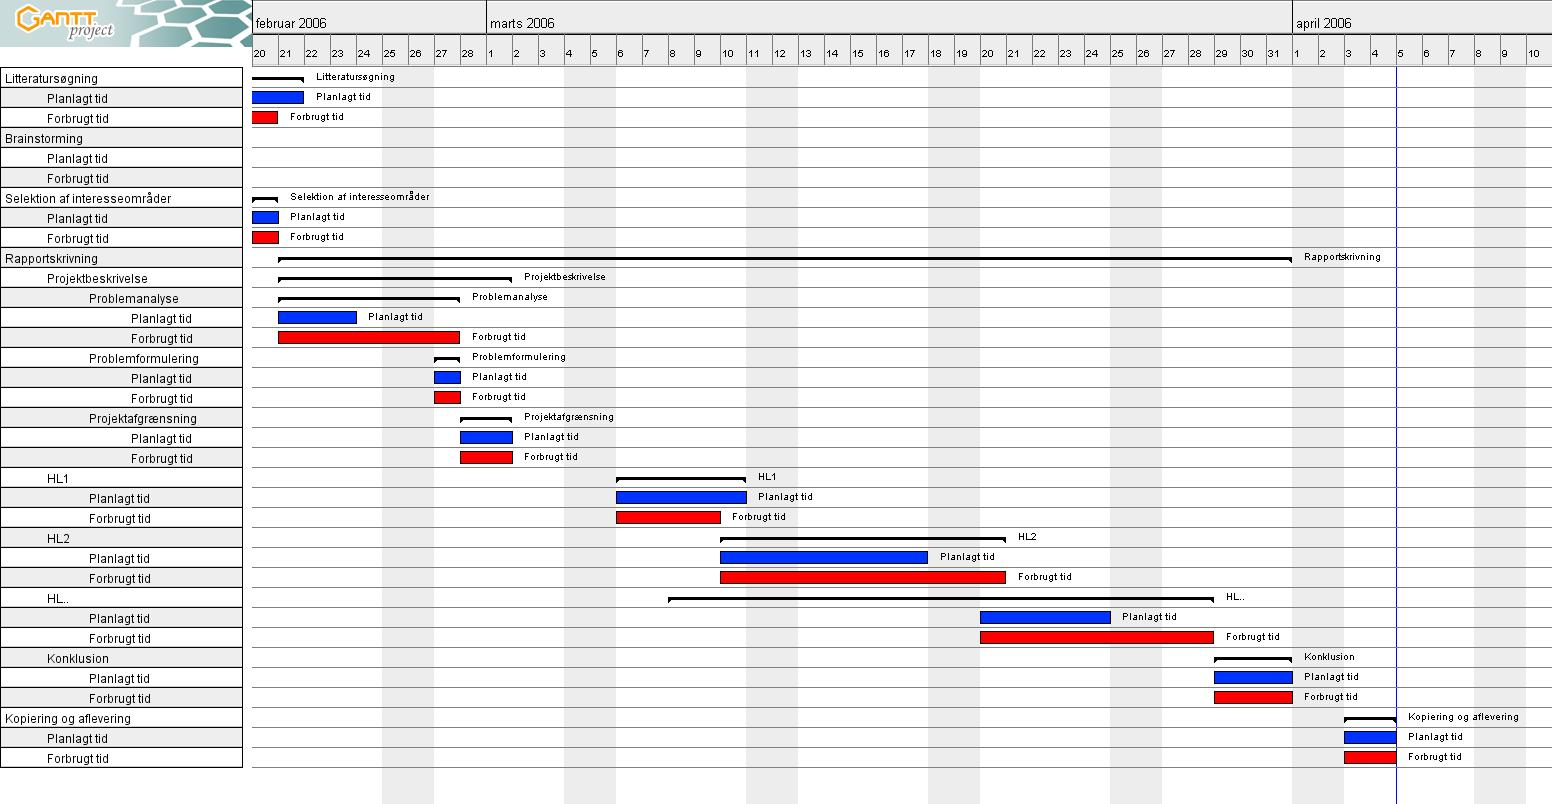 GANTT
project
februar 2006 marts 2006 april 2006
20 21 22 23 24 25 26 27 28 1 2 3 4 5 6 7 8 9 10 11 12 13 14 15 16 17 18 19 20 21 22 23 24 25 26 27 28 29 30 31 1 2 3 4 5 6 7 8 9 10
Litteratursøgning Litteratursøgning
Planlagt tid Planlagt tid
Forbrugt tid Forbrugt tid
Brainstorming
Planlagt tid
Forbrugt tid
Selektion af interesseområder Selektion af interesseområder
Planlagt tid Planlagt tid
Forbrugt tid Forbrugt tid
Rapportskrivning Rapportskrivning
Projektbeskrivelse Projektbeskrivelse
Problemanalyse Problemanalyse
Planlagt tid Planlagt tid
Forbrugt tid Forbrugt tid
Problemformulering Problemformulering
Planlagt tid Planlagt tid
Forbrugt tid Forbrugt tid
Projektafgrænsning Projektafgrænsning
Planlagt tid Planlagt tid
Forbrugt tid Forbrugt tid
HL1 HL1
Planlagt tid Planlagt tid
Forbrugt tid Forbrugt tid
HL2 HL2
Planlagt tid Planlagt tid
Forbrugt tid Forbrugt tid
HL.. HL..
Planlagt tid Planlagt tid
Forbrugt tid Forbrugt tid
Konklusion Konklusion
Planlagt tid Planlagt tid
Forbrugt tid Forbrugt tid
Kopiering og aflevering Kopiering og aflevering
Planlagt tid Planlagt tid
Forbrugt tid Forbrugt tid